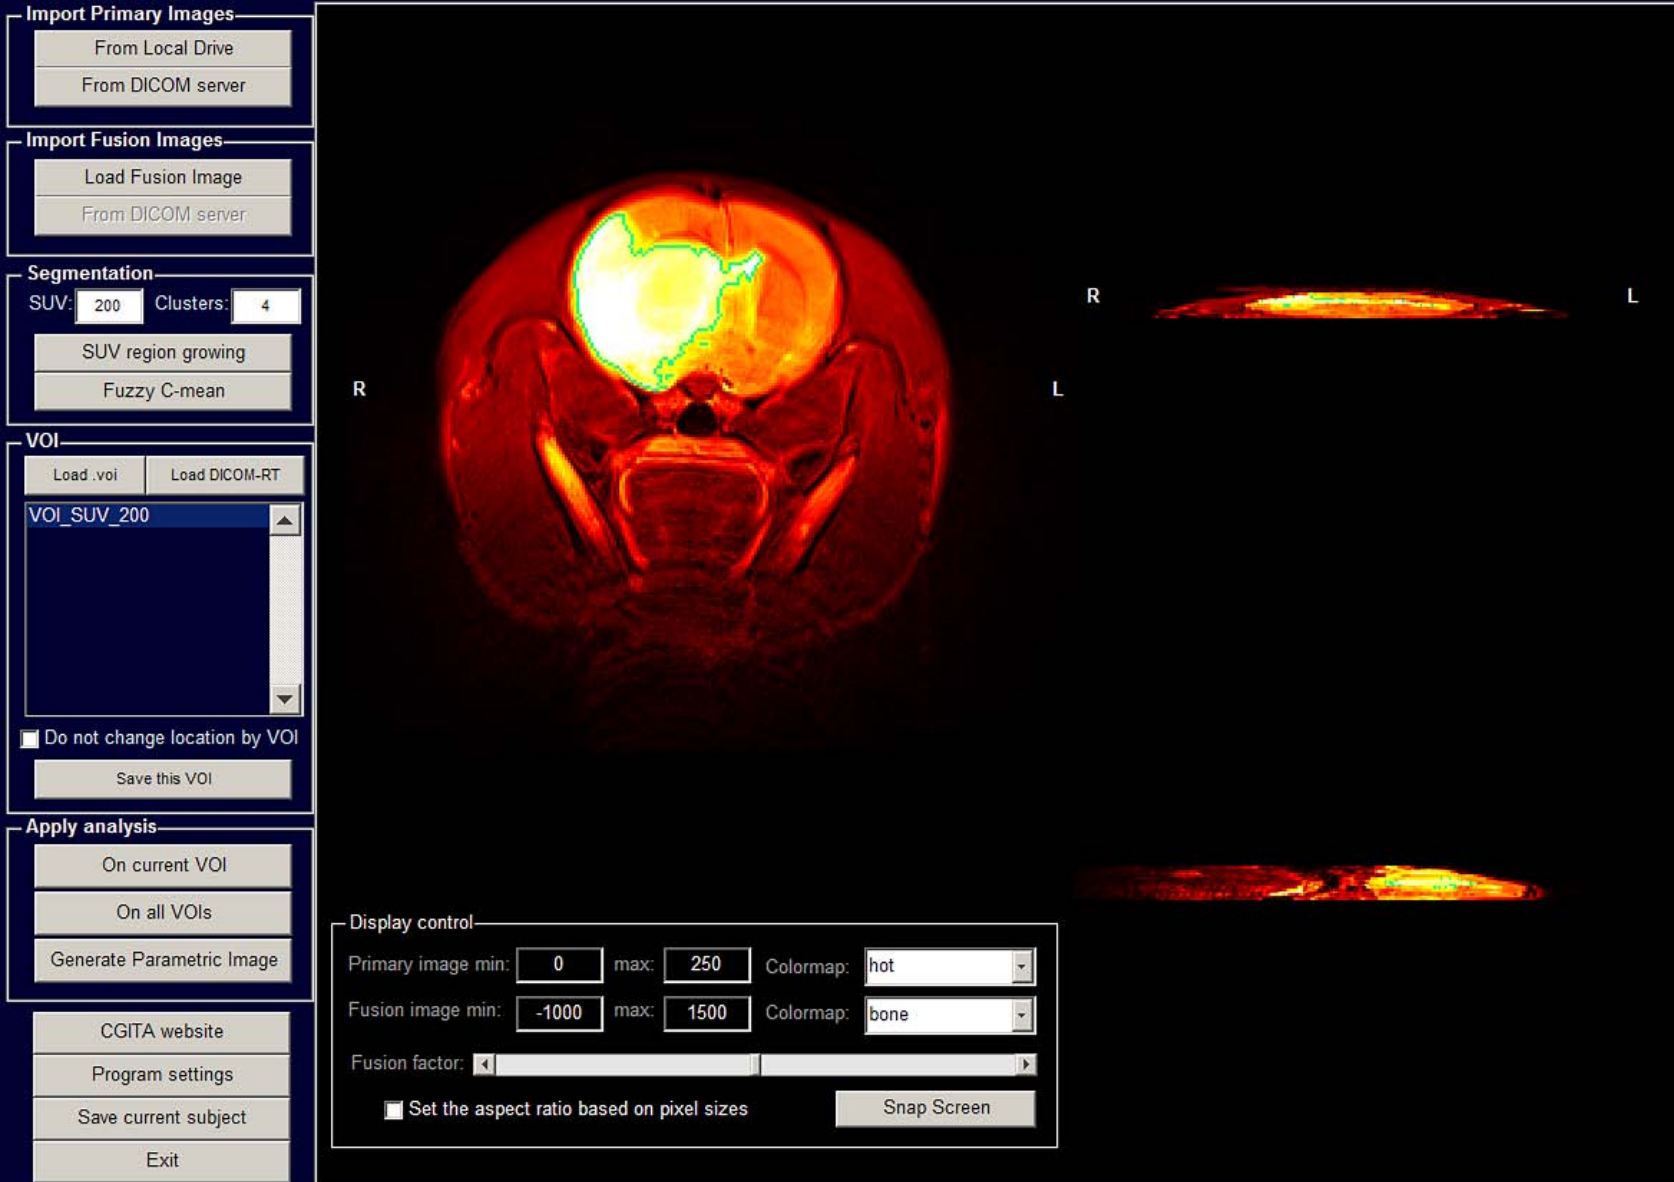 Import Primary Images
From Local Drive
From DICOM server
Import Fusion Images
Load Fusion Image
From DICOM server
Segmentation
SUV: 200 Clusters: 4
SUV region growing
Fuzzy C-mean
VOI
Load .voi Load DICOM-RT
VOI_SUV_200
Do not change location by VOI
Save this VOI
Apply analysis
On current VOI
On all VOIs
Generate Parametric Image
CGITA website
Program settings
Save current subject
Exit
R L
R L
Display control
Primary image min: 0 max: 250 Colormap: hot
Fusion image min: -1000 max: 1500 Colormap: bone
Fusion factor:
Set the aspect ratio based on pixel sizes Snap Screen